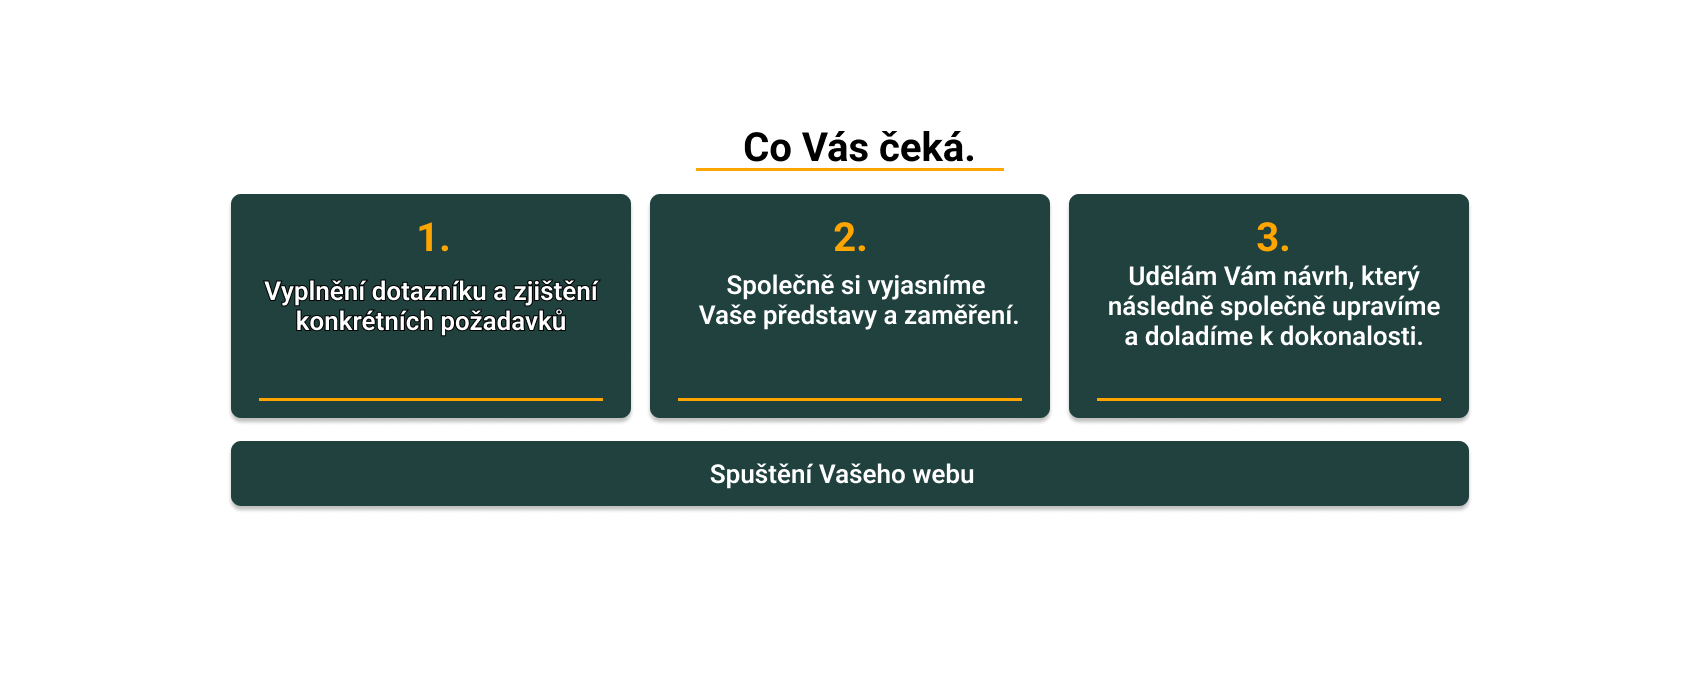 Co Vás čeká.
1.
Vyplnění dotazníku a zjištění
konkrétních požadavků
2.
Společně si vyjasníme
Vaše představy a zaměření.
3.
Udělám Vám návrh, který
následně společně upravíme
a doladíme k dokonalosti.
Spuštění Vašeho webu